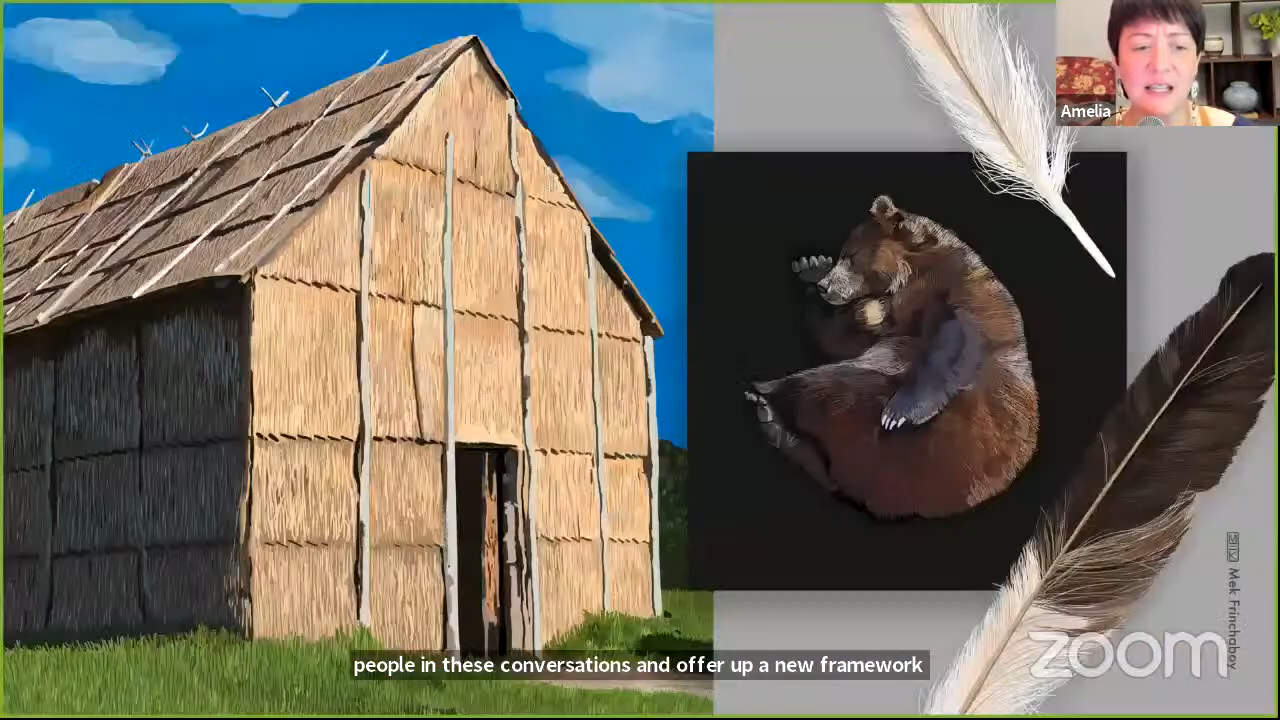 Amelia
Mek Frinchaboy
people in these conversations and offer up a new framework
zoom